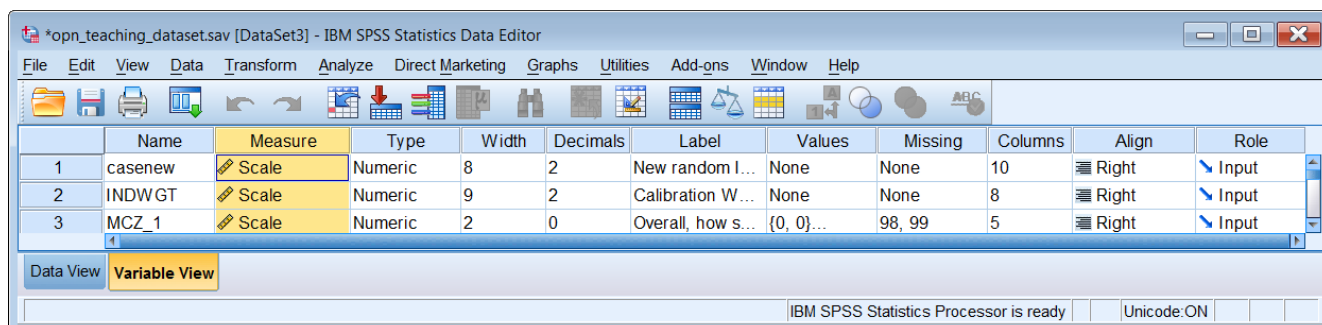 *opn_teaching_dataset.sav [DataSet3] - IBM SPSS Statistics Data Editor
File Edit View Data Transform Analyze Direct Marketing Graphs Utilities Add-ons Window Help
Name Measure Type Width Decimals Label Values Missing Columns Align Role
1 casenew Scale Numeric 8 2 New random I... None None 10 Right Input
2 INDWGT Scale Numeric 9 2 Calibration W... None None 8 Right Input
3 MCZ_1 Scale Numeric 2 0 Overall, how s... {0, 0}... 98, 99 5 Right Input
Data View Variable View
IBM SPSS Statistics Processor is ready Unicode:ON